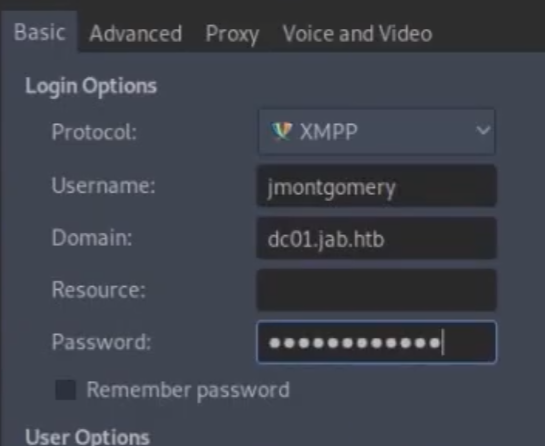 Basic Advanced Proxy Voice and Video
Login Options
Protocol: XMPP
Username: jmontgomery
Domain: dc01.jab.htb
Resource:
Password: ●●●●●●●●●●●●
Remember password
User Options